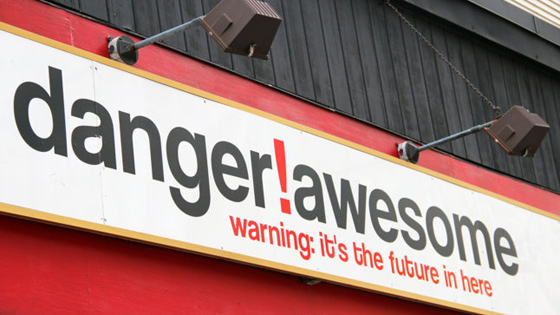 danger!awesome
warning: it's the future in here